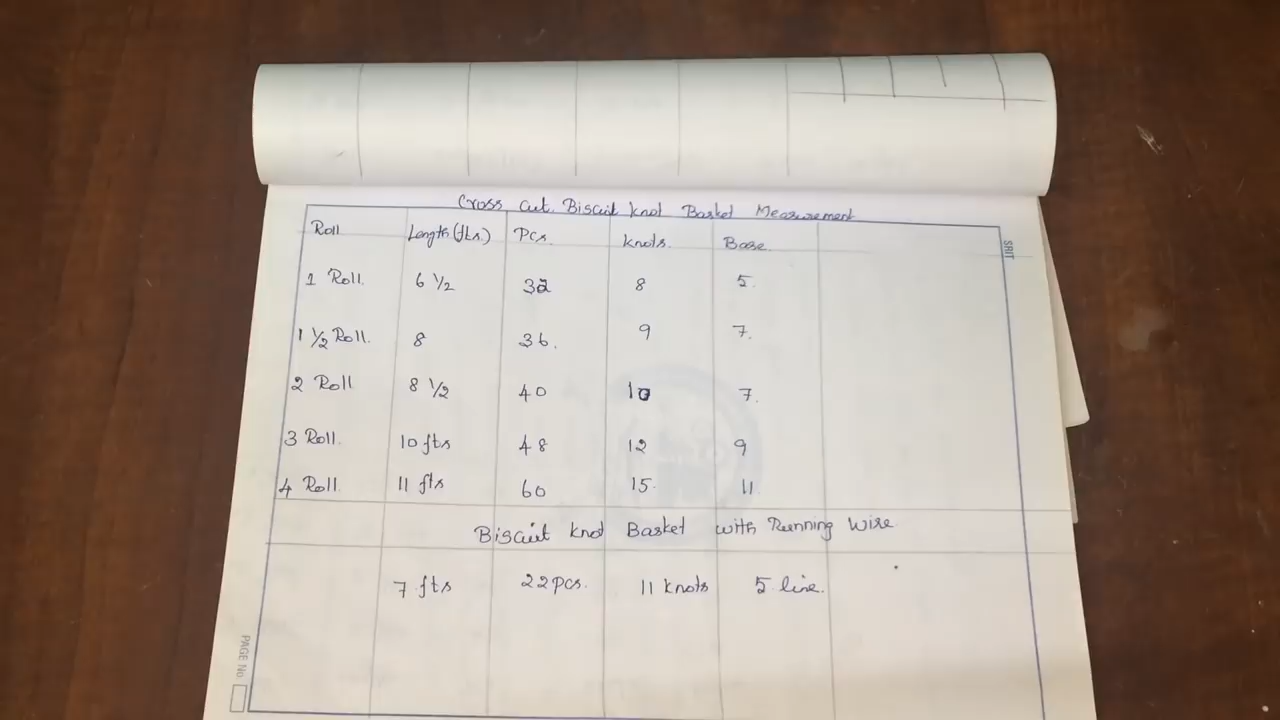 Cross Cut Biscuit knot Basket Measurement
Roll Length (fts) Pcs. Knots. Base.
1 Roll. 6 1/2 32 8 5.
1 1/2 Roll. 8 36. 9 7.
2 Roll 8 1/2 40 10 7.
3 Roll. 10 fts 48 12 9
4 Roll. 11 fts 60 15. 11.
Biscuit Knot Basket with Running Wire
7 fts 22 pcs. 11 knots 5 line.
SRIT
PAGE No.